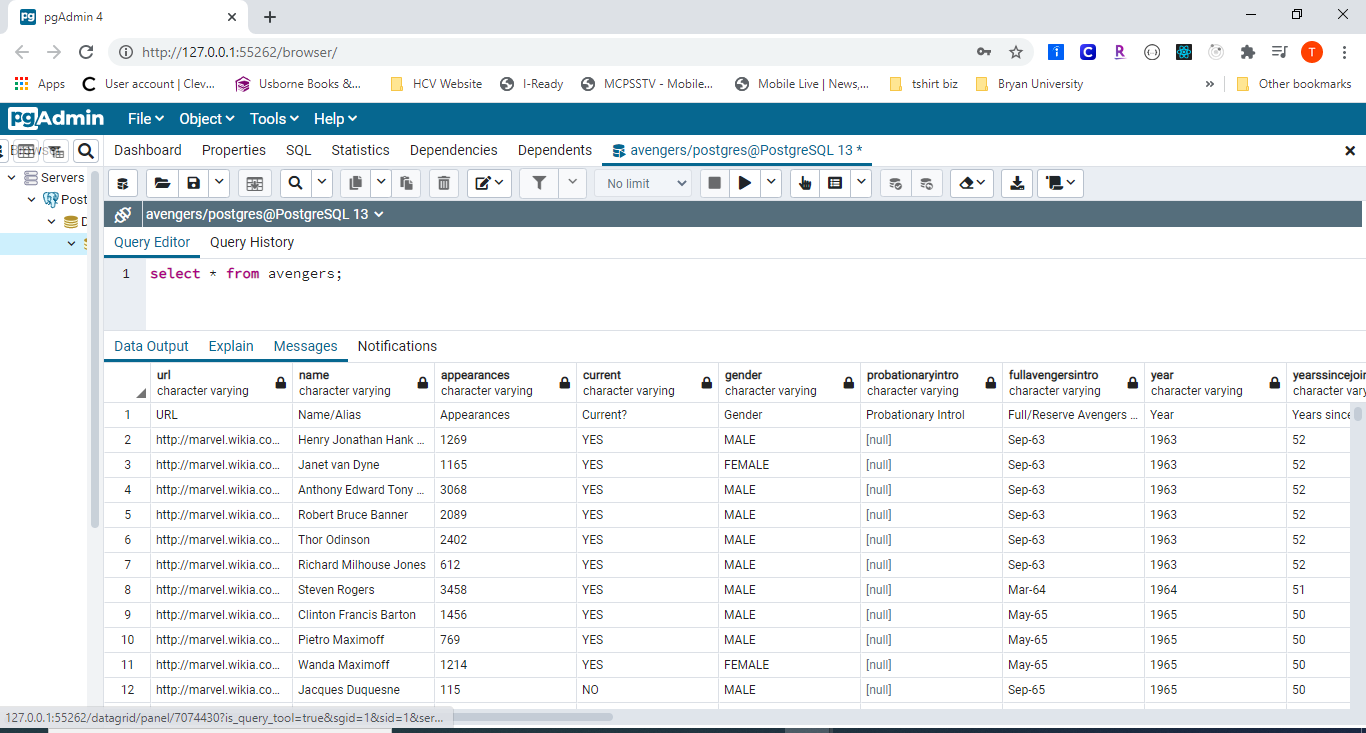 pgAdmin 4
http://127.0.0.1:55262/browser/
T
Apps User account | Clev... Usborne Books &... HCV Website I-Ready MCPSSTV - Mobile... Mobile Live | News,... tshirt biz Bryan University » Other bookmarks
pgAdmin File Object Tools Help
Dashboard Properties SQL Statistics Dependencies Dependents avengers/postgres@PostgreSQL 13 *
Servers
Post
D
No limit
avengers/postgres@PostgreSQL 13
Query Editor Query History
1 select * from avengers;
Data Output Explain Messages Notifications
url name appearances current gender probationaryintro fullavengersintro year yearssincejoin
character varying character varying character varying character varying character varying character varying character varying character varying character vary
1 URL Name/Alias Appearances Current? Gender Probationary Introl Full/Reserve Avengers ... Year Years since
2 http://marvel.wikia.co... Henry Jonathan Hank ... 1269 YES MALE [null] Sep-63 1963 52
3 http://marvel.wikia.co... Janet van Dyne 1165 YES FEMALE [null] Sep-63 1963 52
4 http://marvel.wikia.co... Anthony Edward Tony ... 3068 YES MALE [null] Sep-63 1963 52
5 http://marvel.wikia.co... Robert Bruce Banner 2089 YES MALE [null] Sep-63 1963 52
6 http://marvel.wikia.co... Thor Odinson 2402 YES MALE [null] Sep-63 1963 52
7 http://marvel.wikia.co... Richard Milhouse Jones 612 YES MALE [null] Sep-63 1963 52
8 http://marvel.wikia.co... Steven Rogers 3458 YES MALE [null] Mar-64 1964 51
9 http://marvel.wikia.co... Clinton Francis Barton 1456 YES MALE [null] May-65 1965 50
10 http://marvel.wikia.co... Pietro Maximoff 769 YES MALE [null] May-65 1965 50
11 http://marvel.wikia.co... Wanda Maximoff 1214 YES FEMALE [null] May-65 1965 50
12 http://marvel.wikia.co... Jacques Duquesne 115 NO MALE [null] Sep-65 1965 50
127.0.0.1:55262/datagrid/panel/7074430?is_query_tool=true&sgid=1&sid=1&ser...